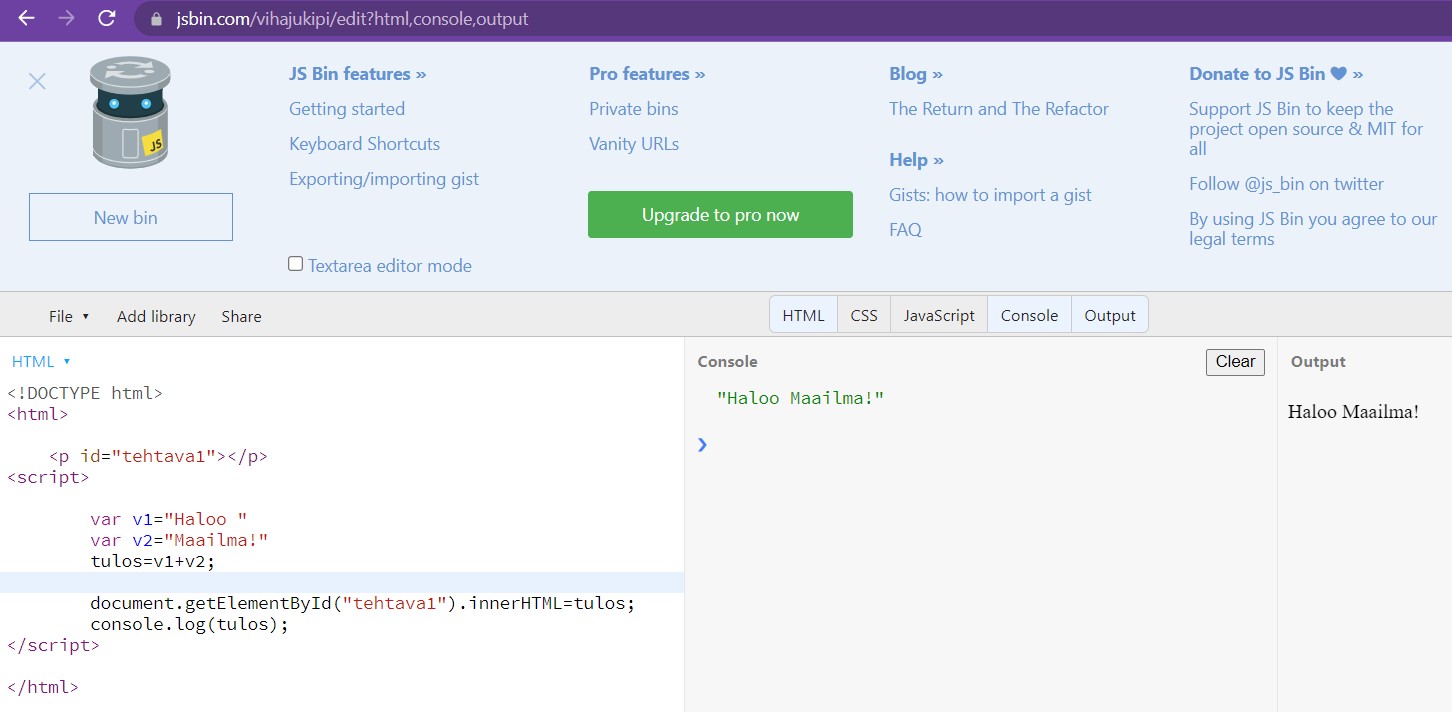 jsbin.com/vihajukipi/edit?html,console,output
JS Bin features »
Getting started
Keyboard Shortcuts
Exporting/importing gist
Pro features »
Private bins
Vanity URLs
Upgrade to pro now
Blog »
The Return and The Refactor
Help »
Gists: how to import a gist
FAQ
Donate to JS Bin ♥ »
Support JS Bin to keep the
project open source & MIT for
all
Follow @js_bin on twitter
By using JS Bin you agree to our
legal terms
JS
New bin
Textarea editor mode
File ▾ Add library Share
HTML CSS JavaScript Console Output
HTML ▾
<!DOCTYPE html>
<html>
<p id="tehtava1"></p>
<script>
var v1="Haloo "
var v2="Maailma!"
tulos=v1+v2;
document.getElementById("tehtava1").innerHTML=tulos;
console.log(tulos);
</script>
</html>
Console
Clear
"Haloo Maailma!"
Output
Haloo Maailma!